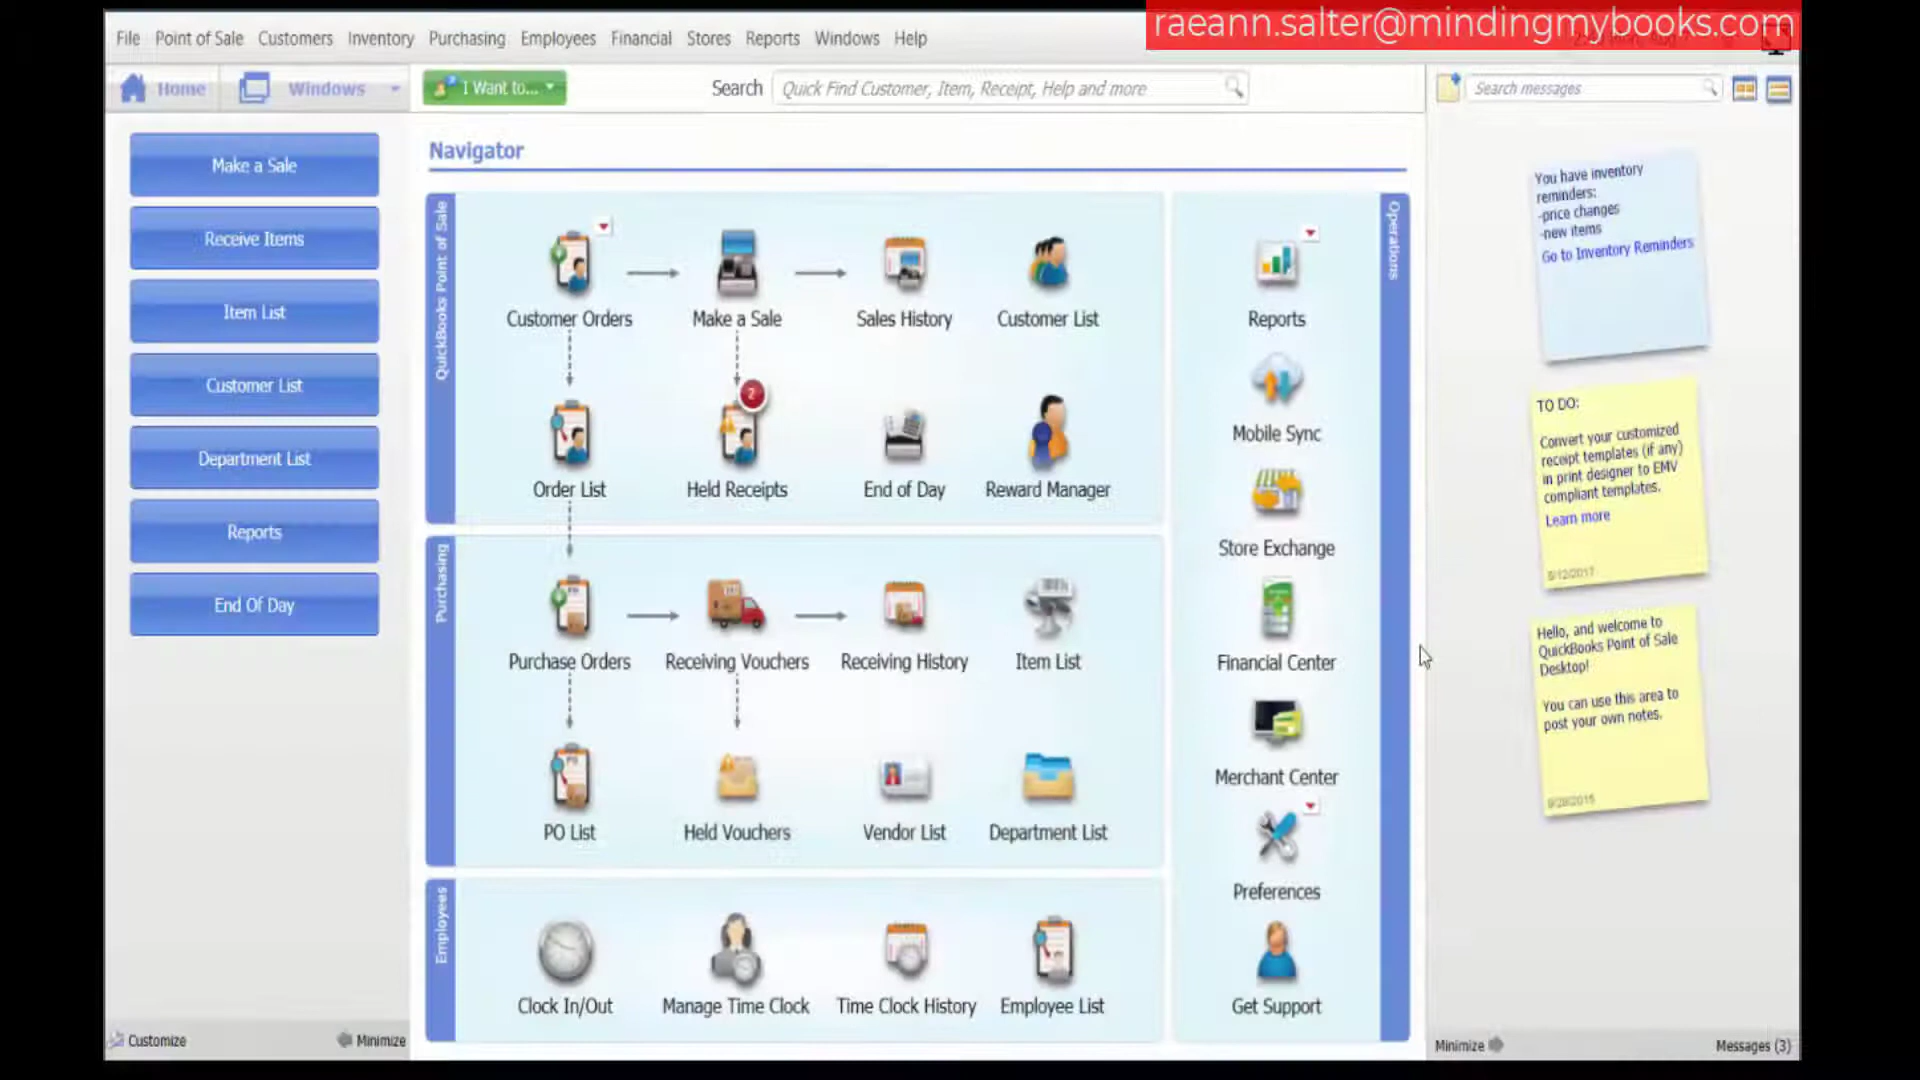 raeann.salter@mindingmybooks.com
File Point of Sale Customers Inventory Purchasing Employees Financial Stores Reports Windows Help
Home Windows I Want to... Search Quick Find Customer, Item, Receipt, Help and more Search messages
Make a Sale
Receive Items
Item List
Customer List
Department List
Reports
End Of Day
Customize Minimize
Navigator
QuickBooks Point of Sale
Customer Orders Make a Sale Sales History Customer List
2
Order List Held Receipts End of Day Reward Manager
Purchasing
Purchase Orders Receiving Vouchers Receiving History Item List
PO List Held Vouchers Vendor List Department List
Employees
Clock In/Out Manage Time Clock Time Clock History Employee List
Operations
Reports
Mobile Sync
Store Exchange
Financial Center
Merchant Center
Preferences
Get Support
You have inventory
reminders:
-price changes
-new items
Go to Inventory Reminders
TO DO:
Convert your customized
receipt templates (if any)
in print designer to EMV
compliant templates.
Learn more
Hello, and welcome to
QuickBooks Point of Sale
Desktop!
You can use this area to
post your own notes.
Minimize Messages (3)